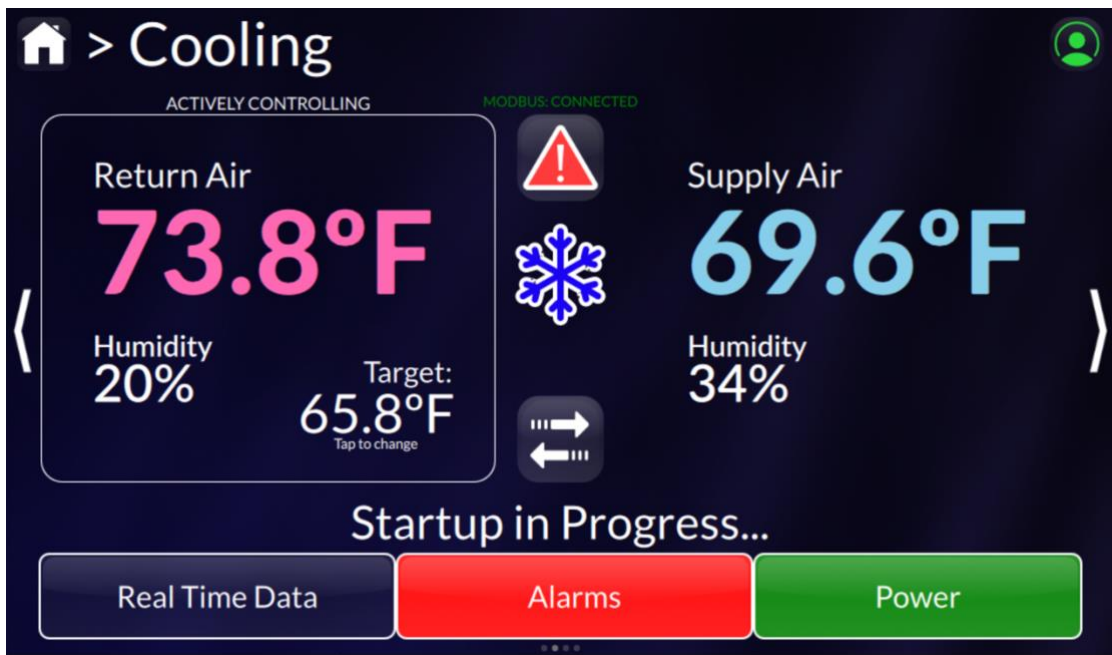 > Cooling
ACTIVELY CONTROLLING
MODBUS: CONNECTED
Return Air
73.8°F
Humidity
20%
Target:
65.8°F
Tap to change
Supply Air
69.6°F
Humidity
34%
Startup in Progress...
Real Time Data
Alarms
Power